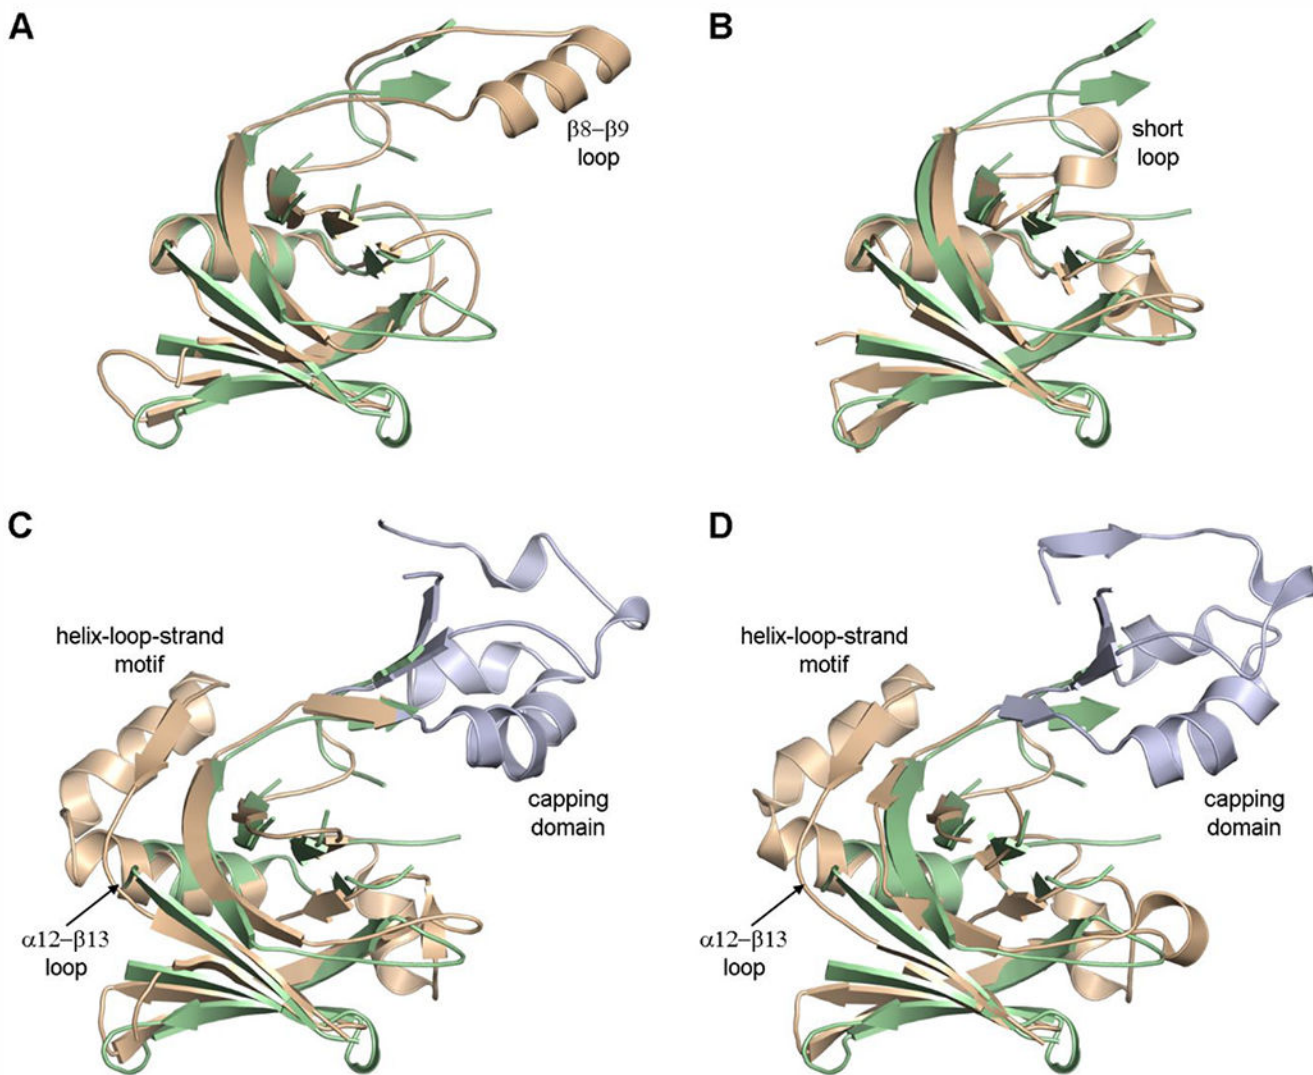 A
B
β8–β9
loop
short
loop
C
D
helix-loop-strand
motif
helix-loop-strand
motif
capping
domain
capping
domain
α12–β13
loop
α12–β13
loop